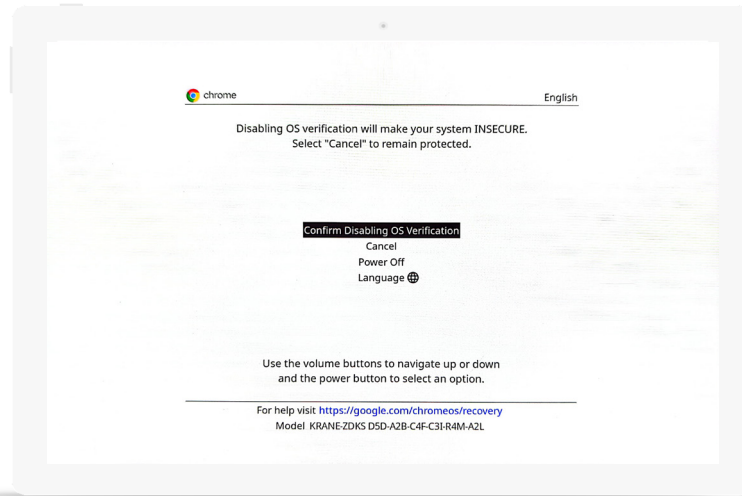 chrome
English
Disabling OS verification will make your system INSECURE.
Select "Cancel" to remain protected.
Confirm Disabling OS Verification
Cancel
Power Off
Language
Use the volume buttons to navigate up or down
and the power button to select an option.
For help visit https://google.com/chromeos/recovery
Model KRANE-ZDKS D5D-A2B-C4F-C3I-R4M-A2L